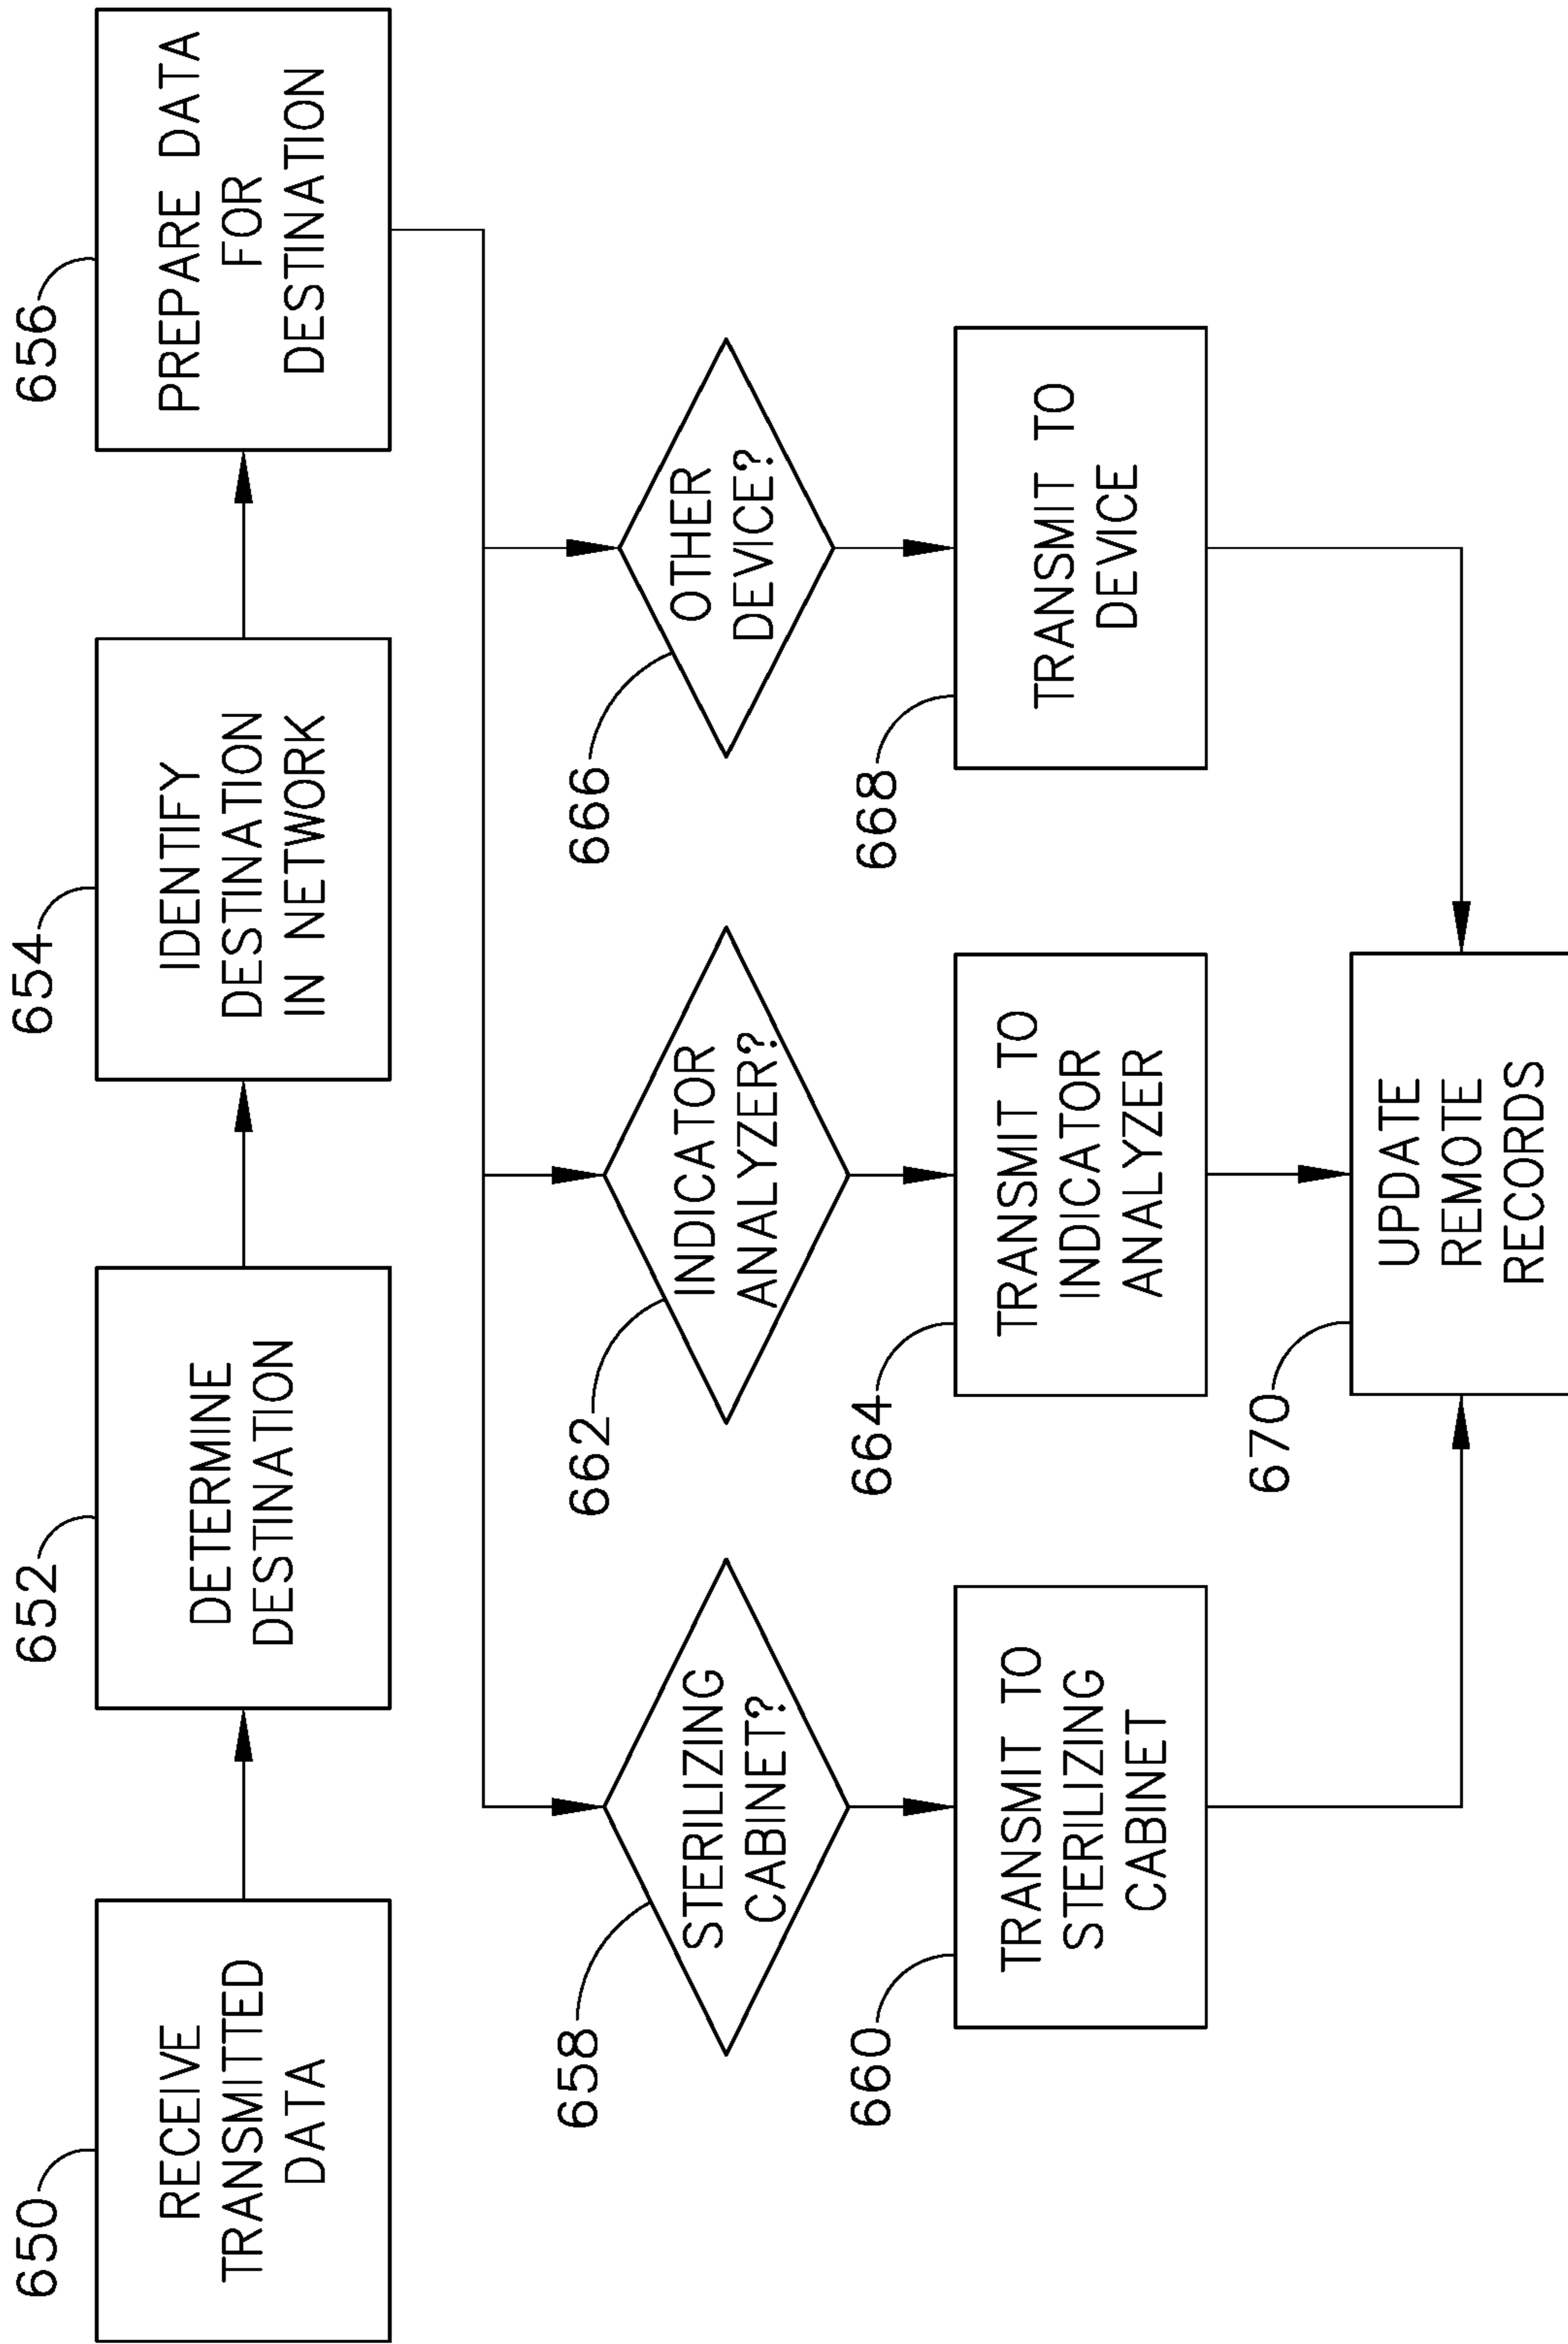 650
RECEIVE
TRANSMITTED
DATA
652
DETERMINE
DESTINATION
654
IDENTIFY
DESTINATION
IN NETWORK
656
PREPARE DATA
FOR
DESTINATION
658
STERILIZING
CABINET?
662
INDICATOR
ANALYZER?
666
OTHER
DEVICE?
660
TRANSMIT TO
STERILIZING
CABINET
664
TRANSMIT TO
INDICATOR
ANALYZER
668
TRANSMIT TO
DEVICE
670
UPDATE
REMOTE
RECORDS